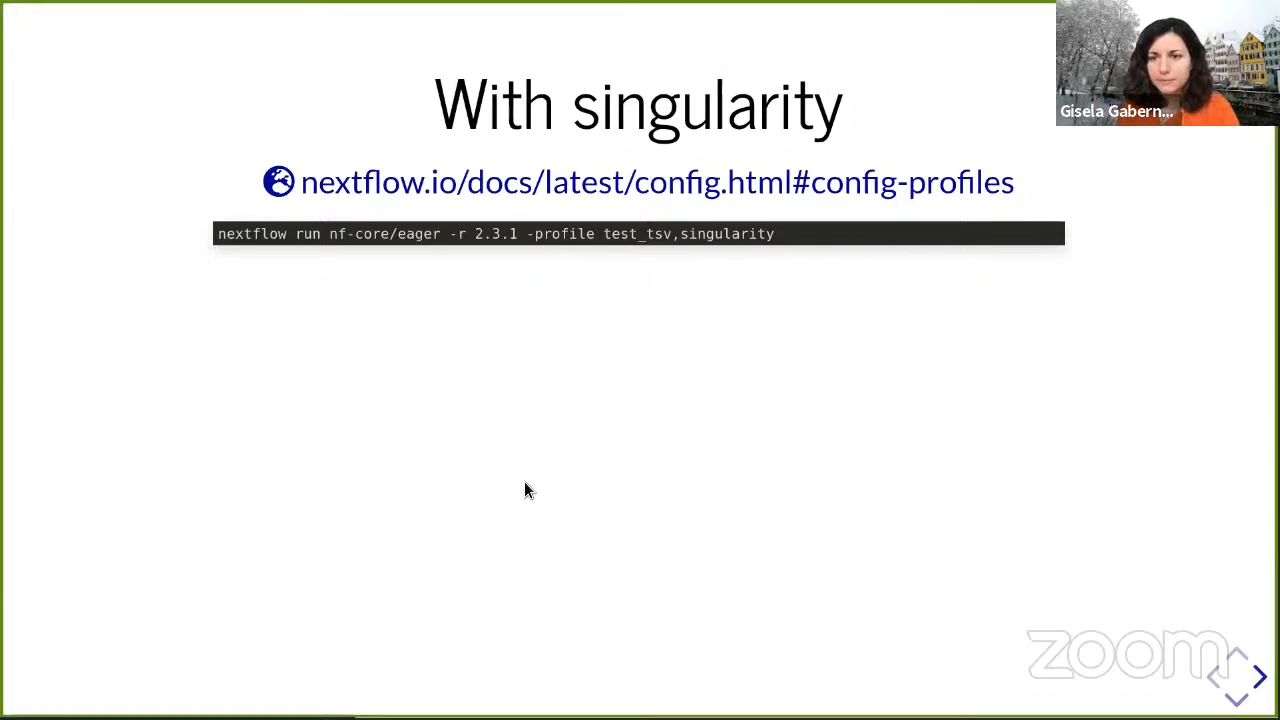 With singularity
nextflow.io/docs/latest/config.html#config-profiles
nextflow run nf-core/eager -r 2.3.1 -profile test_tsv,singularity
Gisela Gabern...
zoom